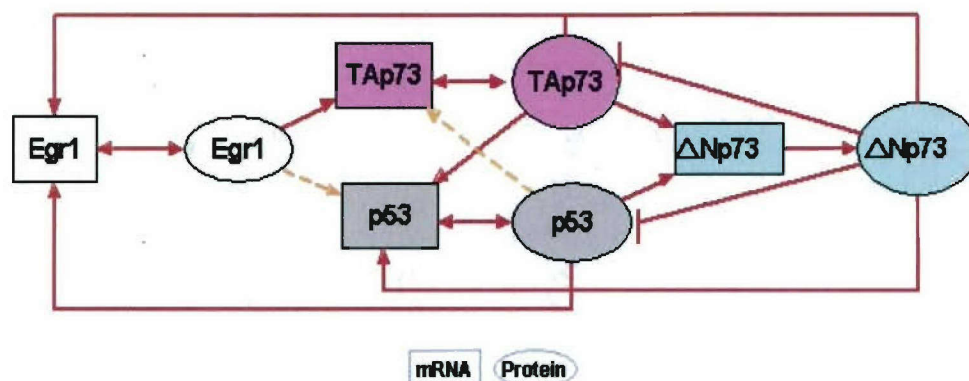 TAp73
TAp73
Egr1
Egr1
ΔNp73
ΔNp73
p53
p53
mRNA
Protein